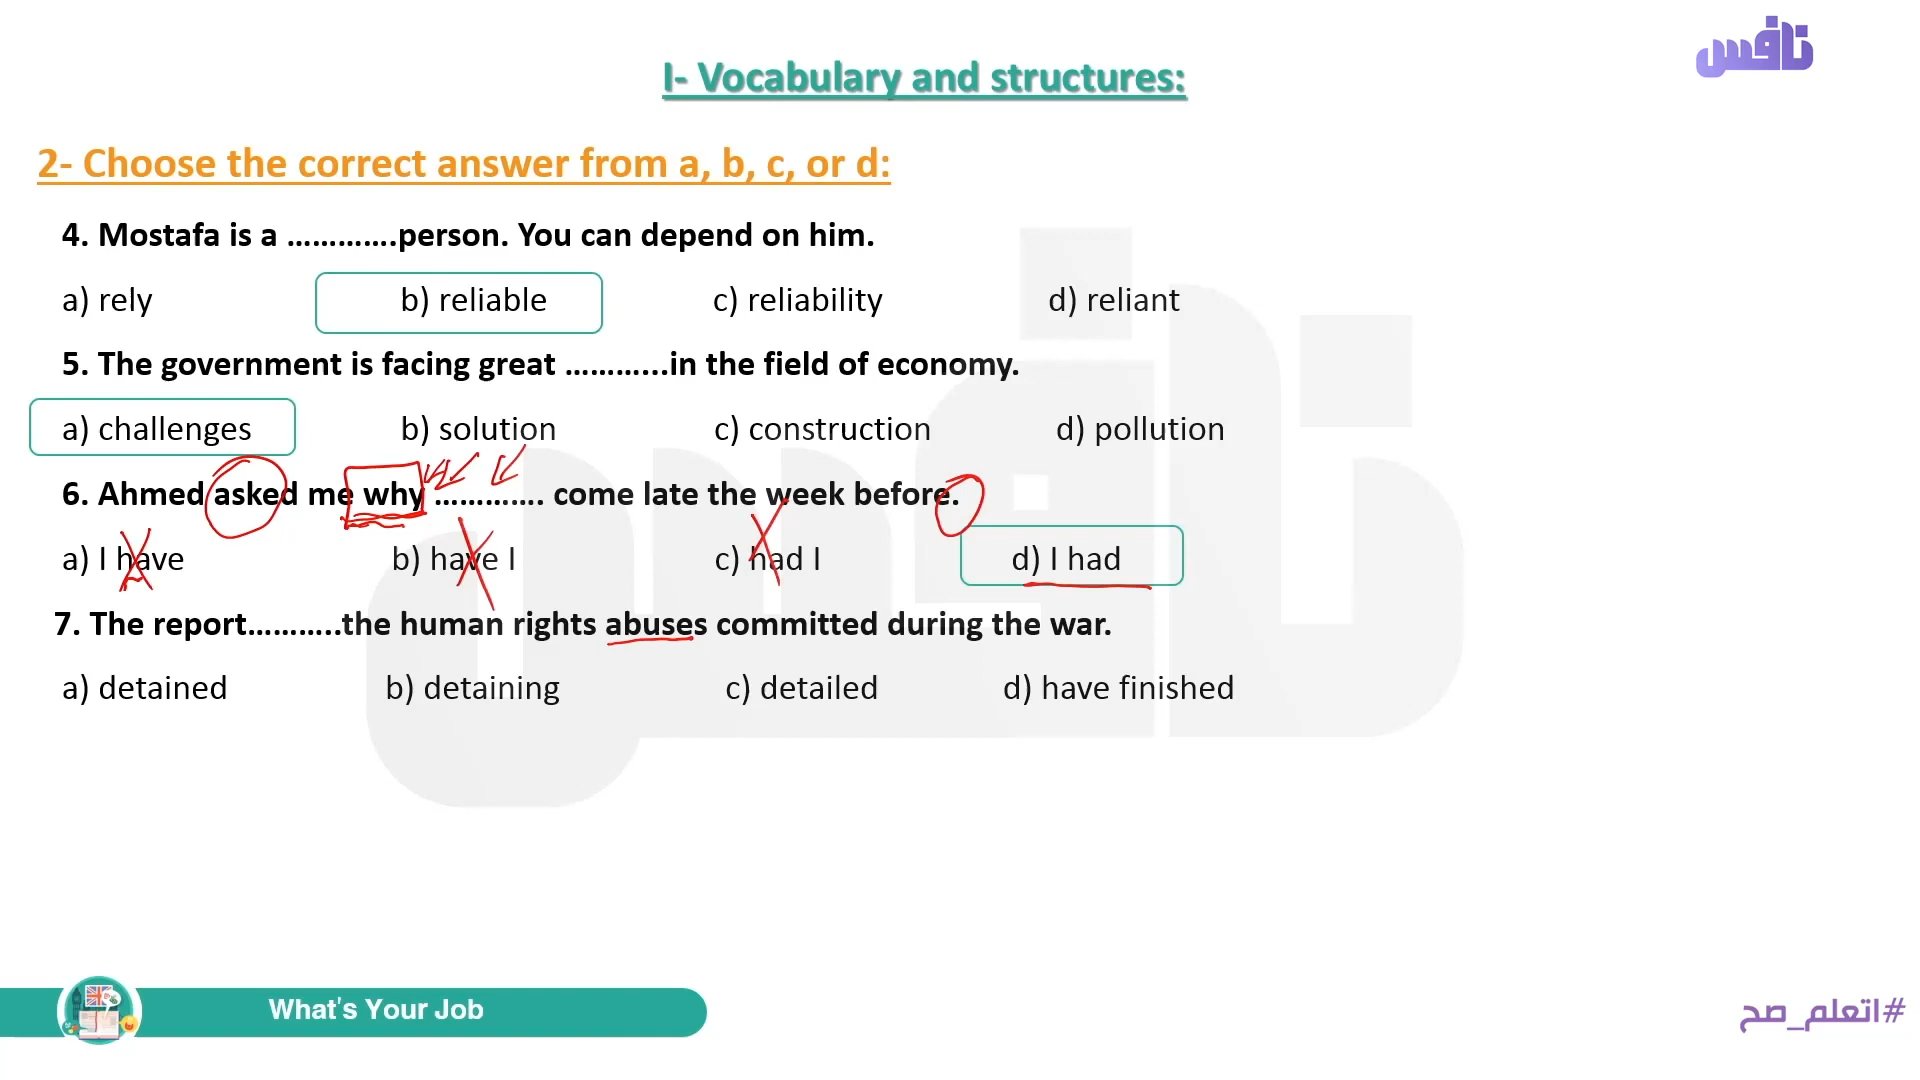 نافس
I- Vocabulary and structures:
2- Choose the correct answer from a, b, c, or d:
4. Mostafa is a ………….person. You can depend on him.
a) rely b) reliable c) reliability d) reliant
5. The government is facing great ………...in the field of economy.
a) challenges b) solution c) construction d) pollution
6. Ahmed asked me why …………. come late the week before.
a) I have b) have I c) had I d) I had
7. The report………..the human rights abuses committed during the war.
a) detained b) detaining c) detailed d) have finished
What's Your Job
#اتعلم_صح